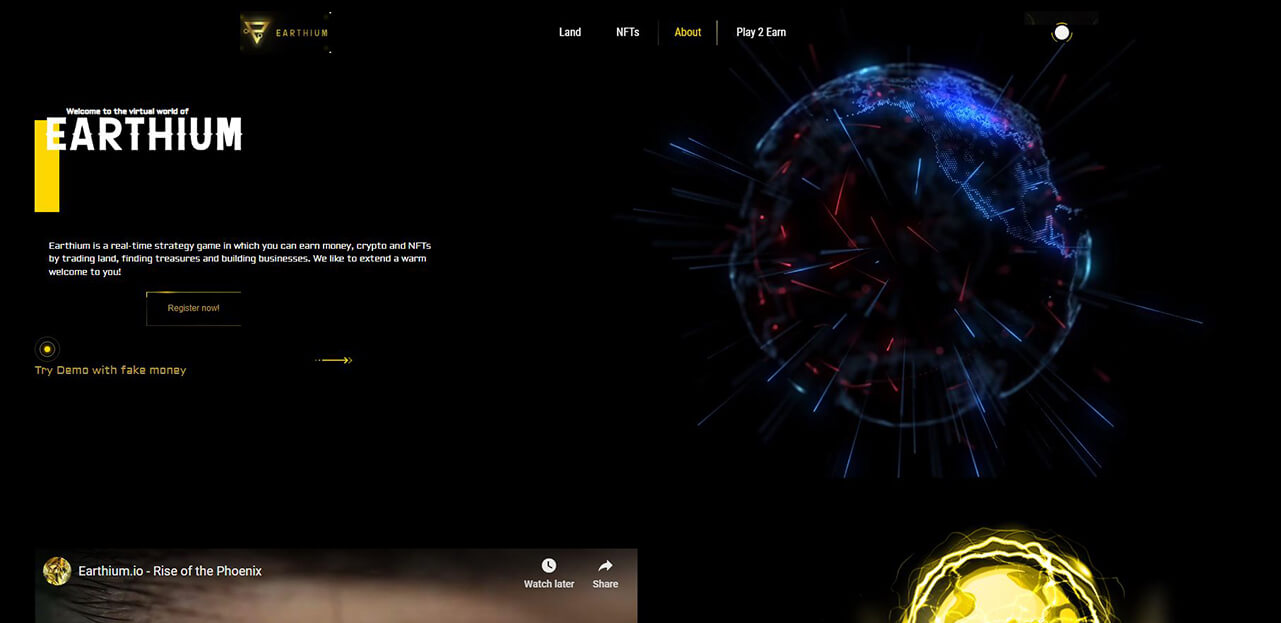 EARTHIUM
Land
NFTs
About
Play 2 Earn
Welcome to the virtual world of
EARTHIUM
Earthium is a real-time strategy game in which you can earn money, crypto and NFTs
by trading land, finding treasures and building businesses. We like to extend a warm
welcome to you!
Register now!
Try Demo with fake money
Earthium.io - Rise of the Phoenix
Watch later
Share